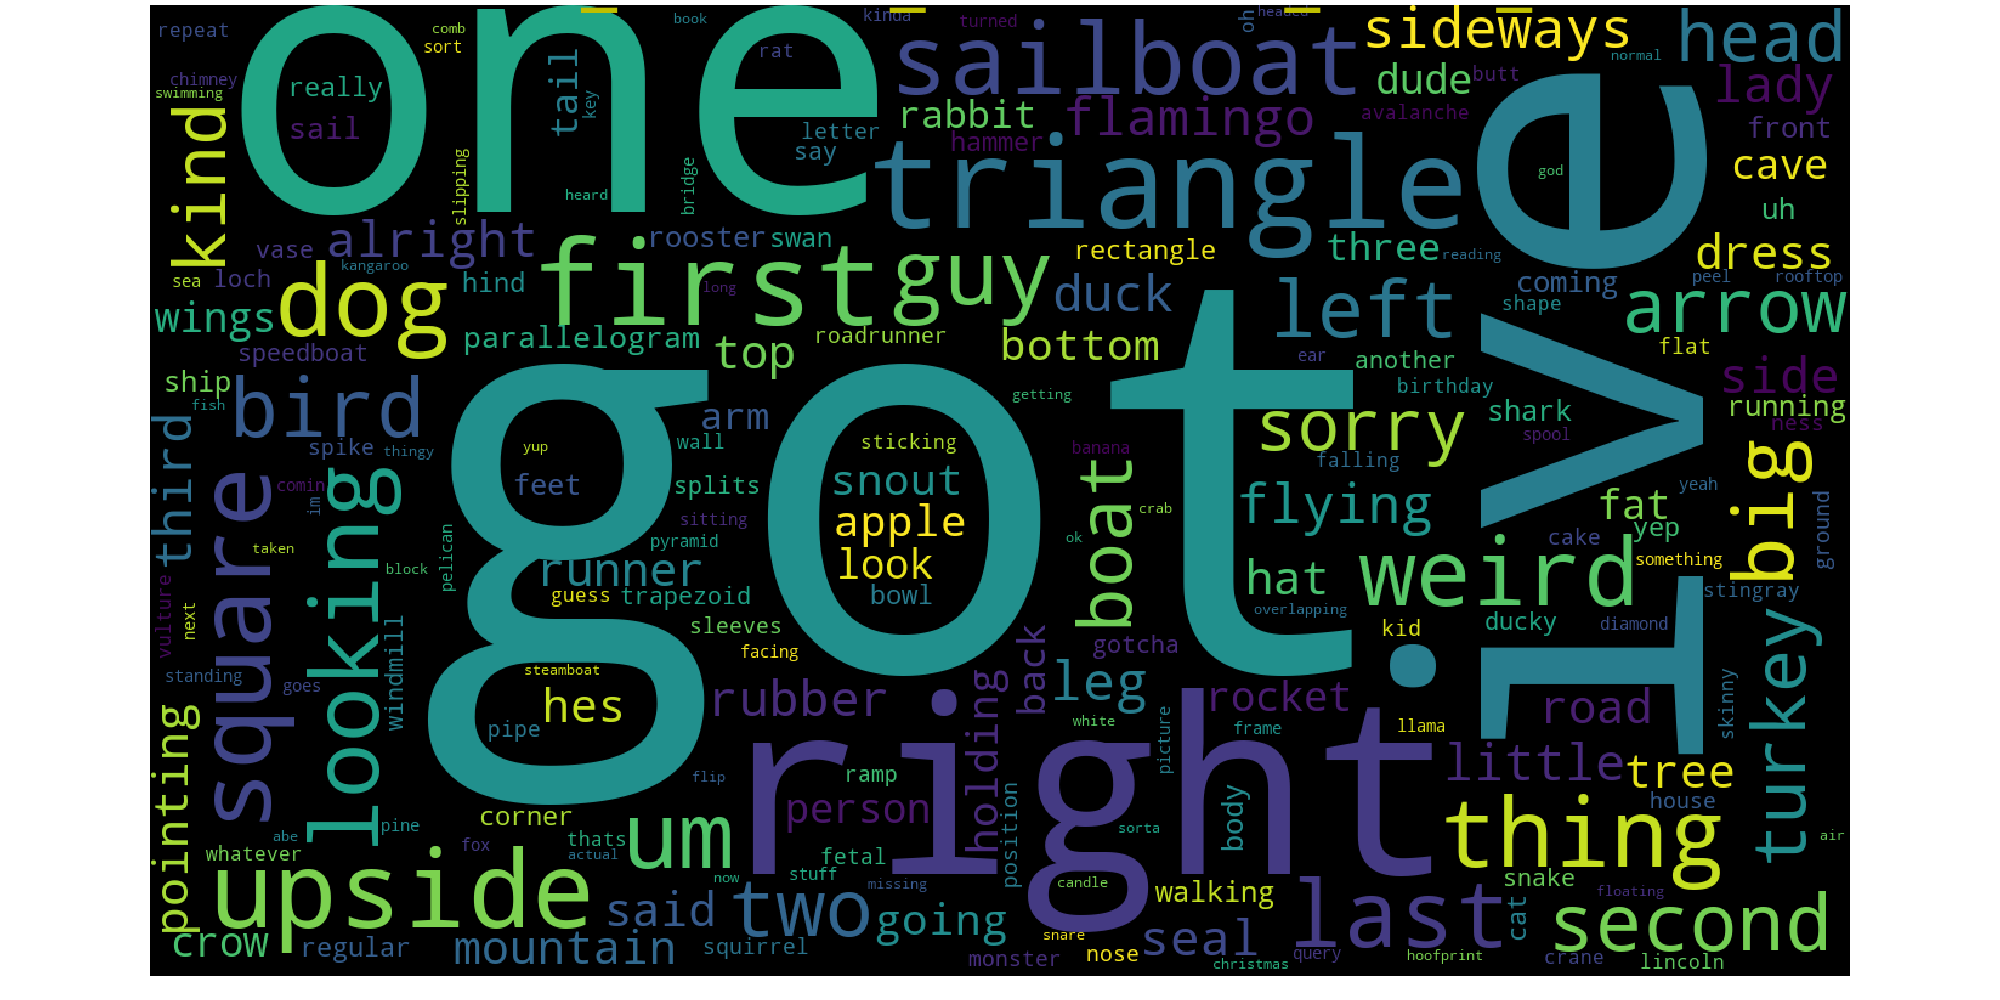 one
got
ive
right
repeat
book
comb
sort
kinda
turned
oh
headed
sideways
head
chimney
swimming
really
sail
tail
key
rat
sailboat
dude
butt
normal
lady
kind
letter
say
rabbit
hammer
flamingo
avalanche
front
slipping
heard
bridge
triangle
god
cave
uh
vase
alright
rooster
swan
rectangle
three
reading
dress
sea
loch
kangaroo
hind
first
long
guy
duck
left
coming
shape
peel
rooftop
wings
dog
speedboat
parallelogram
top
roadrunner
bottom
ear
another
flat
arrow
ship
fish
bird
arm
getting
birthday
side
running
third
spike
thingy
yup
feet
wall
splits
sticking
snout
banana
sorry
falling
shark
spool
ness
square
comin
im
looking
sitting
apple
look
bowl
boat
crab
ok
flying
fat
yep
yeah
big
ground
taken
block
pelican
pyramid
runner
guess
trapezoid
hat
overlapping
weird
cake
something
stingray
vulture
next
sleeves
facing
gotcha
kid
ducky
diamond
standing
goes
windmill
steamboat
hes
pipe
rubber
holding
back
leg
white
rocket
frame
llama
road
skinny
turkey
pointing
flip
ramp
person
position
picture
body
little
tree
house
corner
abe
pine
whatever
fox
thats
actual
um
fetal
stuff
now
missing
sorta
candle
walking
thing
snake
floating
air
upside
said
two
going
last
cat
second
crow
regular
mountain
squirrel
monster
snare
nose
seal
christmas
query
hoofprint
crane
lincoln